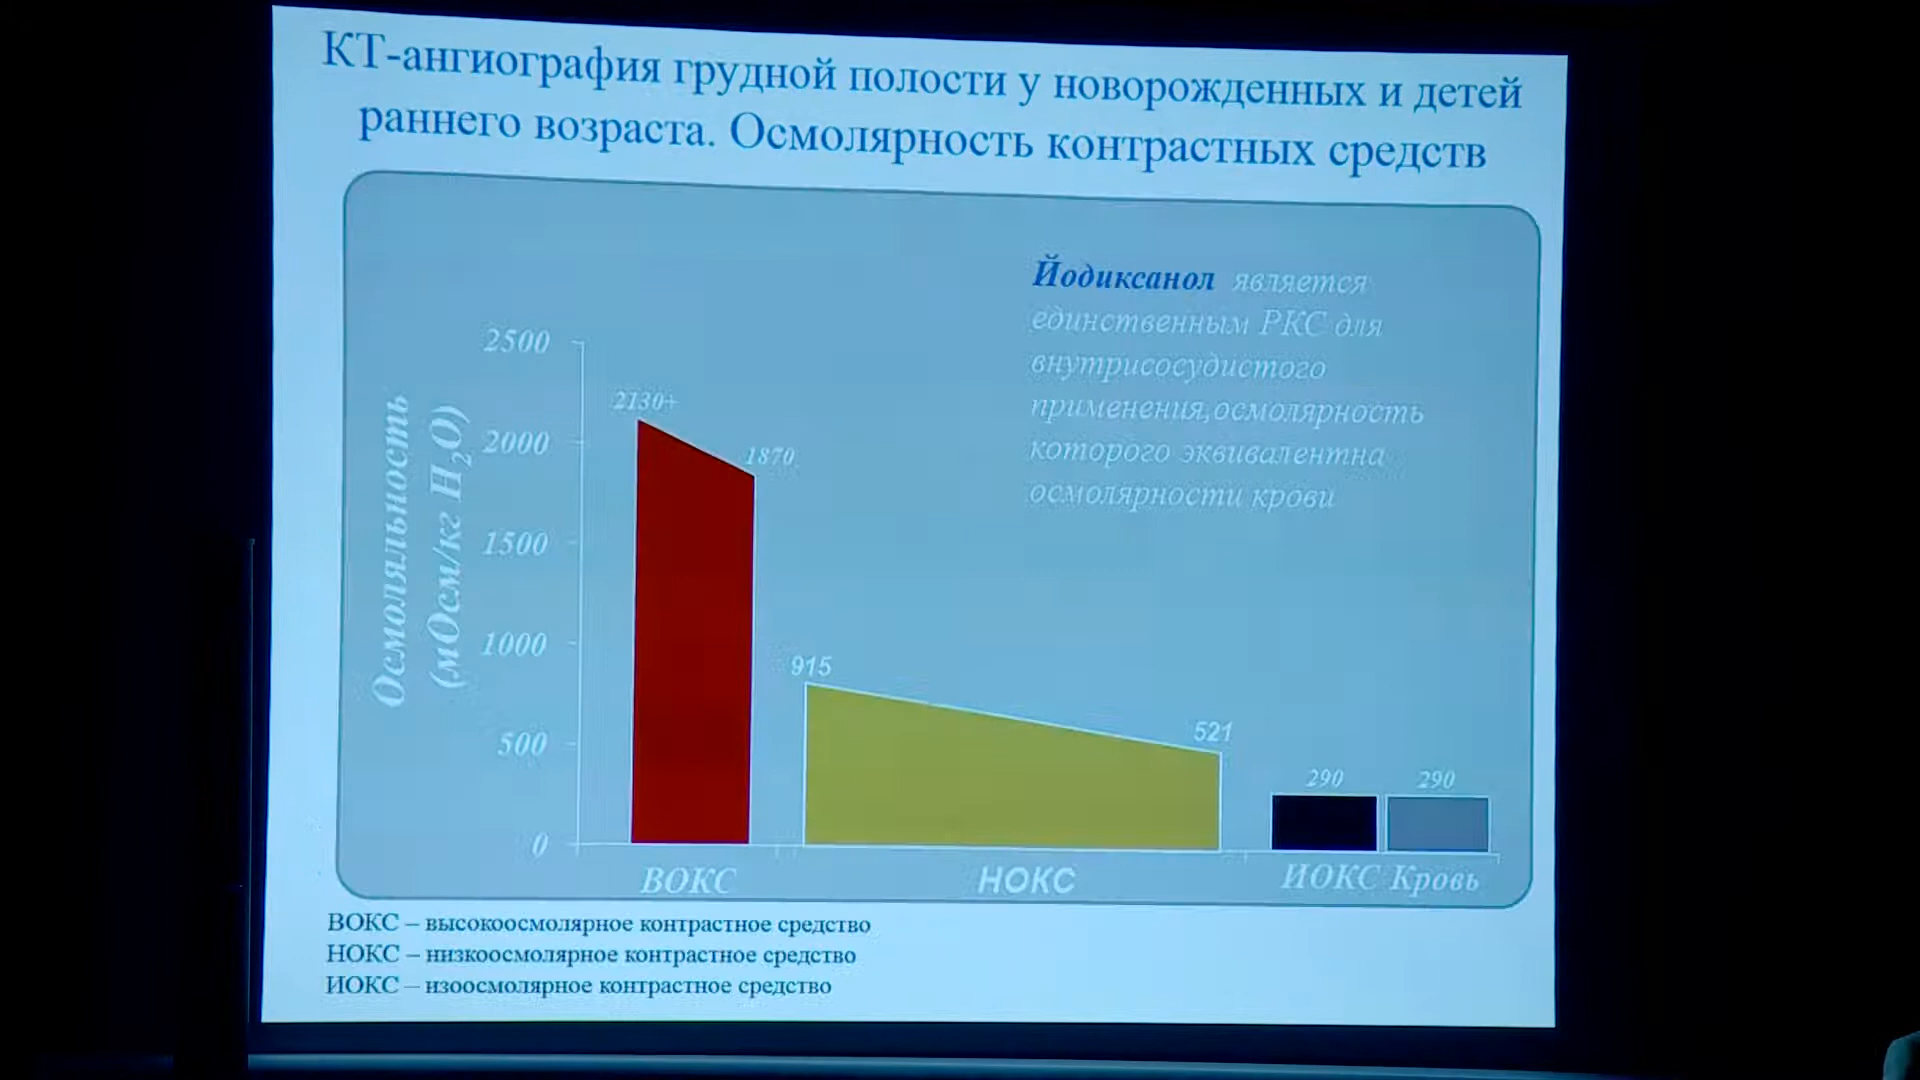 КТ-ангиография грудной полости у новорожденных и детей
раннего возраста. Осмолярность контрастных средств
Йодиксанол является
единственным РКС для
внутрисосудистого
применения,осмолярность
которого эквивалентна
осмолярности крови
Осмоляльность
(мОсм/кг H2O)
2500
2000
1500
1000
500
0
2130+
1870
915
521
290
290
ВОКС
НОКС
ИОКС
Кровь
ВОКС – высокоосмолярное контрастное средство
НОКС – низкоосмолярное контрастное средство
ИОКС – изоосмолярное контрастное средство